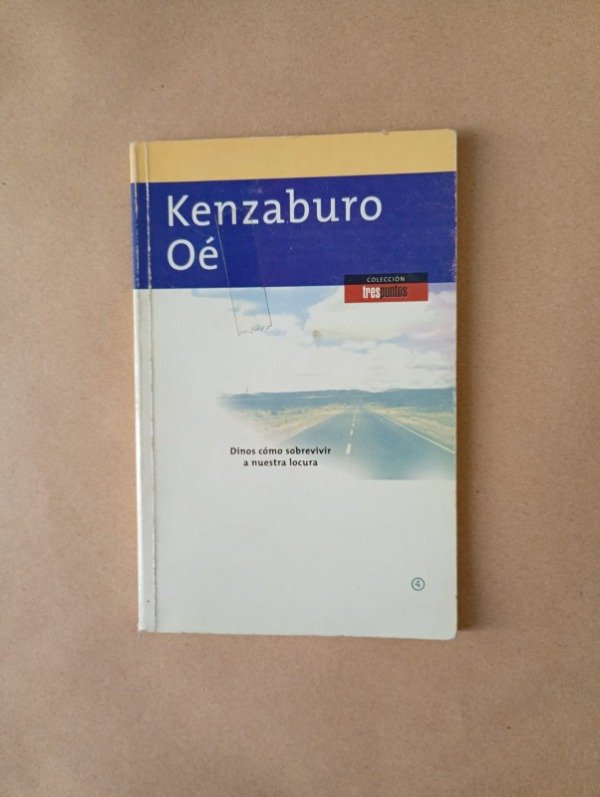 Kenzaburo
Oé
COLECCIÓN
trespuntos
Dinos cómo sobrevivir
a nuestra locura
4